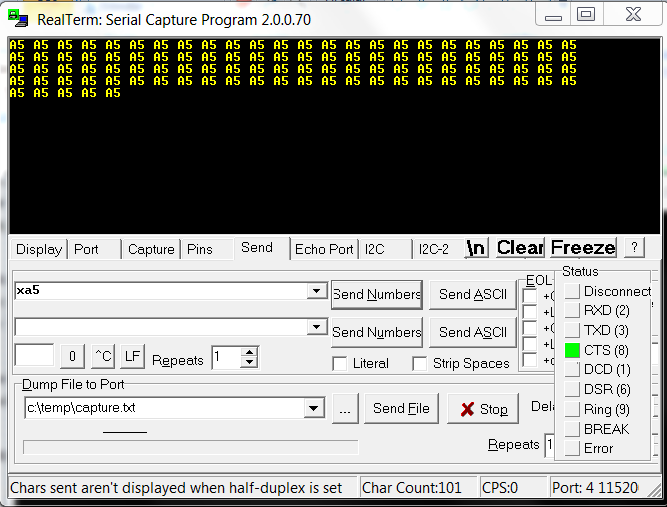 RealTerm: Serial Capture Program 2.0.0.70
A5 A5 A5 A5 A5 A5 A5 A5 A5 A5 A5 A5 A5 A5 A5 A5 A5 A5 A5 A5 A5 A5 A5 A5
A5 A5 A5 A5 A5 A5 A5 A5 A5 A5 A5 A5 A5 A5 A5 A5 A5 A5 A5 A5 A5 A5 A5 A5
A5 A5 A5 A5 A5 A5 A5 A5 A5 A5 A5 A5 A5 A5 A5 A5 A5 A5 A5 A5 A5 A5 A5 A5
A5 A5 A5 A5 A5 A5 A5 A5 A5 A5 A5 A5 A5 A5 A5 A5 A5 A5 A5 A5 A5 A5 A5 A5
A5 A5 A5 A5 A5
Display Port Capture Pins Send Echo Port I2C I2C-2 \n Clear Freeze ?
xa5 Send Numbers Send ASCII
Send Numbers Send ASCII
0 ^C LF Repeats 1 Literal Strip Spaces
EOL
+C
+L
+C
+L
+c
Status
Disconnect
RXD (2)
TXD (3)
CTS (8)
DCD (1)
DSR (6)
Ring (9)
BREAK
Error
Dump File to Port
c:\temp\capture.txt ... Send File Stop Dela
Repeats 1
Chars sent aren't displayed when half-duplex is set Char Count:101 CPS:0 Port: 4 11520